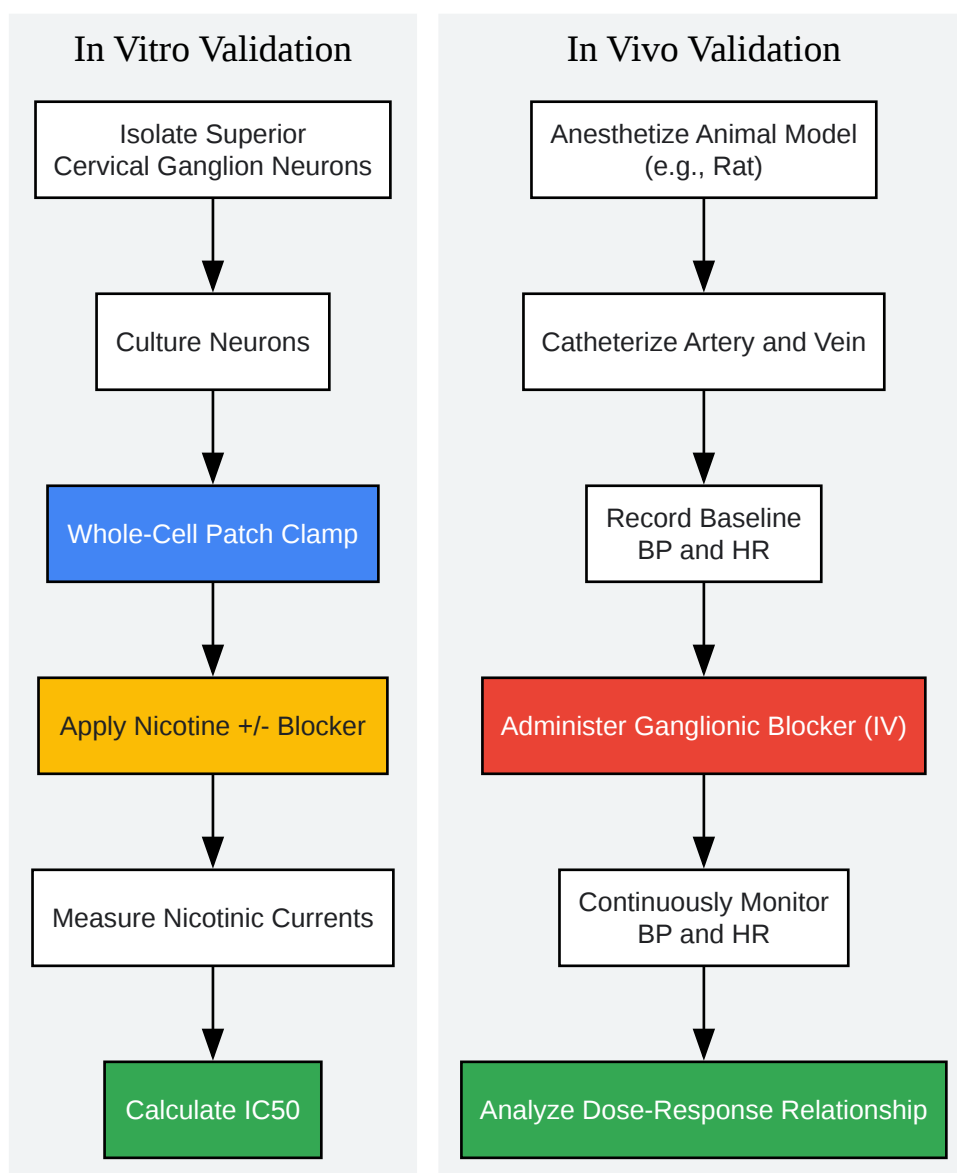 In Vitro Validation
Isolate Superior
Cervical Ganglion Neurons
Culture Neurons
Whole-Cell Patch Clamp
Apply Nicotine +/- Blocker
Measure Nicotinic Currents
Calculate IC50
In Vivo Validation
Anesthetize Animal Model
(e.g., Rat)
Catheterize Artery and Vein
Record Baseline
BP and HR
Administer Ganglionic Blocker (IV)
Continuously Monitor
BP and HR
Analyze Dose-Response Relationship